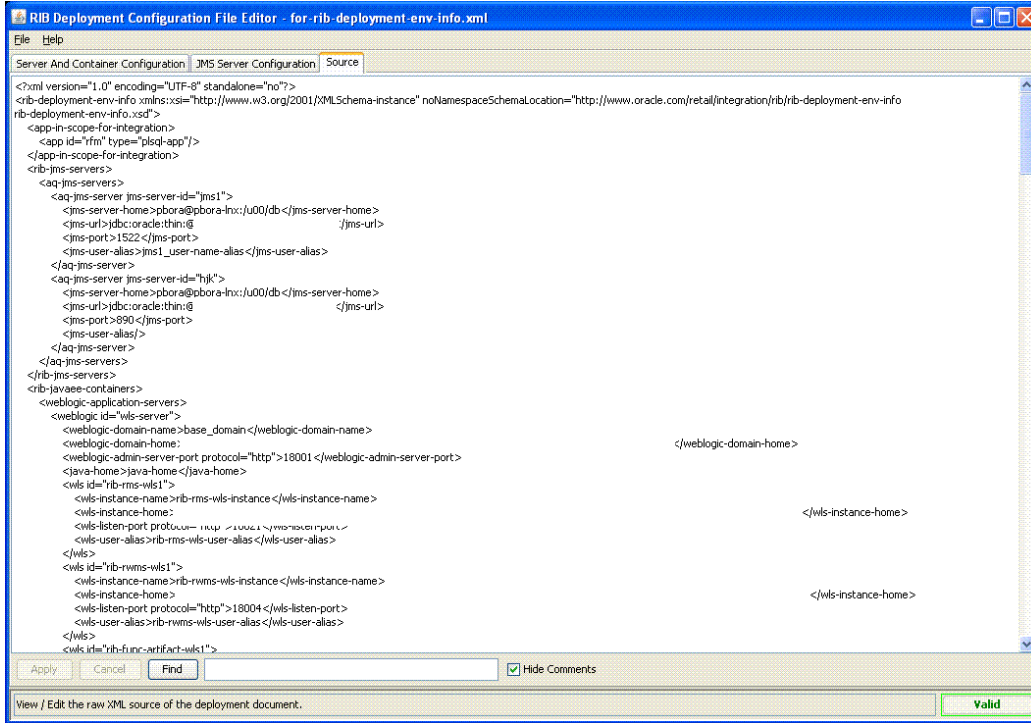 RIB Deployment Configuration File Editor - for-rib-deployment-env-info.xml
File Help
Server And Container Configuration JMS Server Configuration Source
<?xml version="1.0" encoding="UTF-8" standalone="no"?>
<rib-deployment-env-info xmlns:xsi="http://www.w3.org/2001/XMLSchema-instance" noNamespaceSchemaLocation="http://www.oracle.com/retail/integration/rib/rib-deployment-env-info
rib-deployment-env-info.xsd">
<app-in-scope-for-integration>
<app id="rfm" type="plsql-app"/>
</app-in-scope-for-integration>
<rib-jms-servers>
<aq-jms-servers>
<aq-jms-server jms-server-id="jms1">
<jms-server-home>pbora@pbora-lnx:/u00/db</jms-server-home>
<jms-url>jdbc:oracle:thin:@ :/jms-url>
<jms-port>1522</jms-port>
<jms-user-alias>jms1_user-name-alias</jms-user-alias>
</aq-jms-server>
<aq-jms-server jms-server-id="hjk">
<jms-server-home>pbora@pbora-lnx:/u00/db</jms-server-home>
<jms-url>jdbc:oracle:thin:@ </jms-url>
<jms-port>890</jms-port>
<jms-user-alias/>
</aq-jms-server>
</aq-jms-servers>
</rib-jms-servers>
<rib-javaee-containers>
<weblogic-application-servers>
<weblogic id="wls-server">
<weblogic-domain-name>base_domain</weblogic-domain-name>
<weblogic-domain-home: </weblogic-domain-home>
<weblogic-admin-server-port protocol="http">18001</weblogic-admin-server-port>
<java-home>java-home</java-home>
<wls id="rib-rms-wls1">
<wls-instance-name>rib-rms-wls-instance</wls-instance-name>
<wls-instance-home: </wls-instance-home>
<wls-listen-port protocol="http">18021</wls-listen-port>
<wls-user-alias>rib-rms-wls-user-alias</wls-user-alias>
</wls>
<wls id="rib-rwms-wls1">
<wls-instance-name>rib-rwms-wls-instance</wls-instance-name>
<wls-instance-home> </wls-instance-home>
<wls-listen-port protocol="http">18004</wls-listen-port>
<wls-user-alias>rib-rwms-wls-user-alias</wls-user-alias>
</wls>
<wls id="rib-func-artifact-wls1">
Apply Cancel Find Hide Comments
View / Edit the raw XML source of the deployment document. Valid